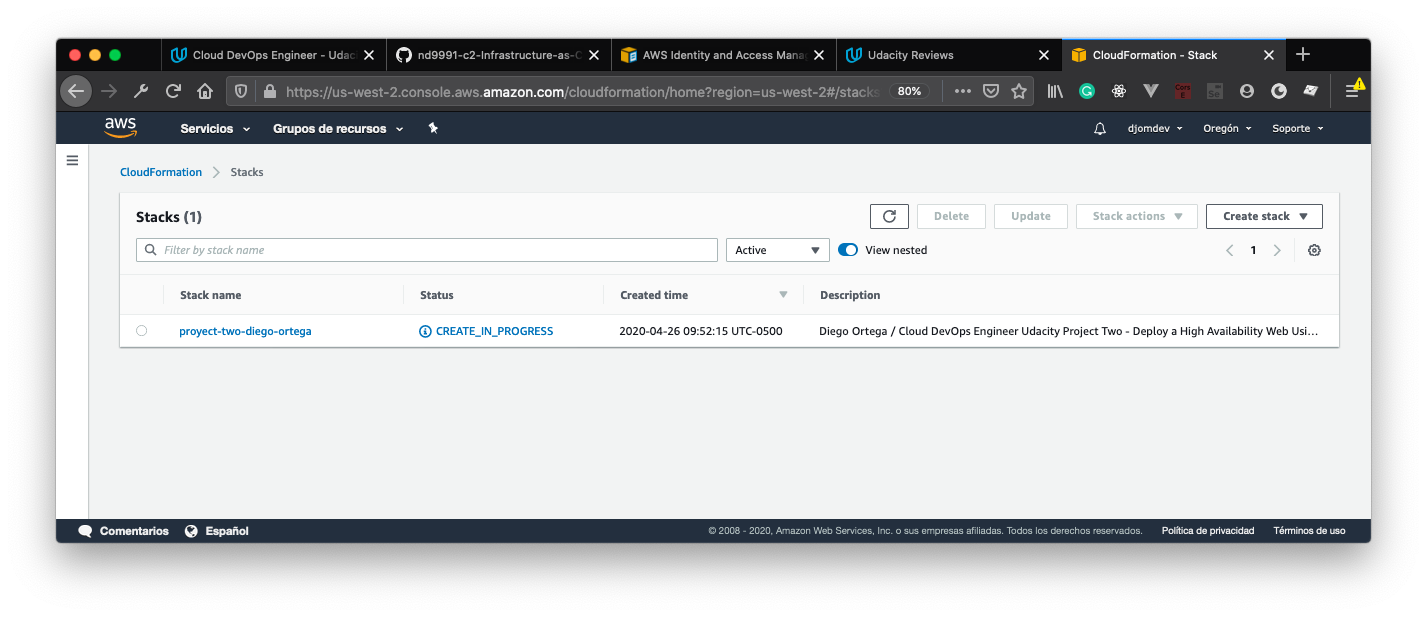 Cloud DevOps Engineer - Udac
nd9991-c2-Infrastructure-as-C
AWS Identity and Access Mana
Udacity Reviews
CloudFormation - Stack
https://us-west-2.console.aws.amazon.com/cloudformation/home?region=us-west-2#/stacks
80%
aws
Servicios
Grupos de recursos
djomdev
Oregón
Soporte
CloudFormation
Stacks
Stacks (1)
Delete
Update
Stack actions
Create stack
Filter by stack name
Active
View nested
1
Stack name
Status
Created time
Description
proyect-two-diego-ortega
CREATE_IN_PROGRESS
2020-04-26 09:52:15 UTC-0500
Diego Ortega / Cloud DevOps Engineer Udacity Project Two - Deploy a High Availability Web Usi...
Comentarios
Español
© 2008 - 2020, Amazon Web Services, Inc. o sus empresas afiliadas. Todos los derechos reservados.
Política de privacidad
Términos de uso